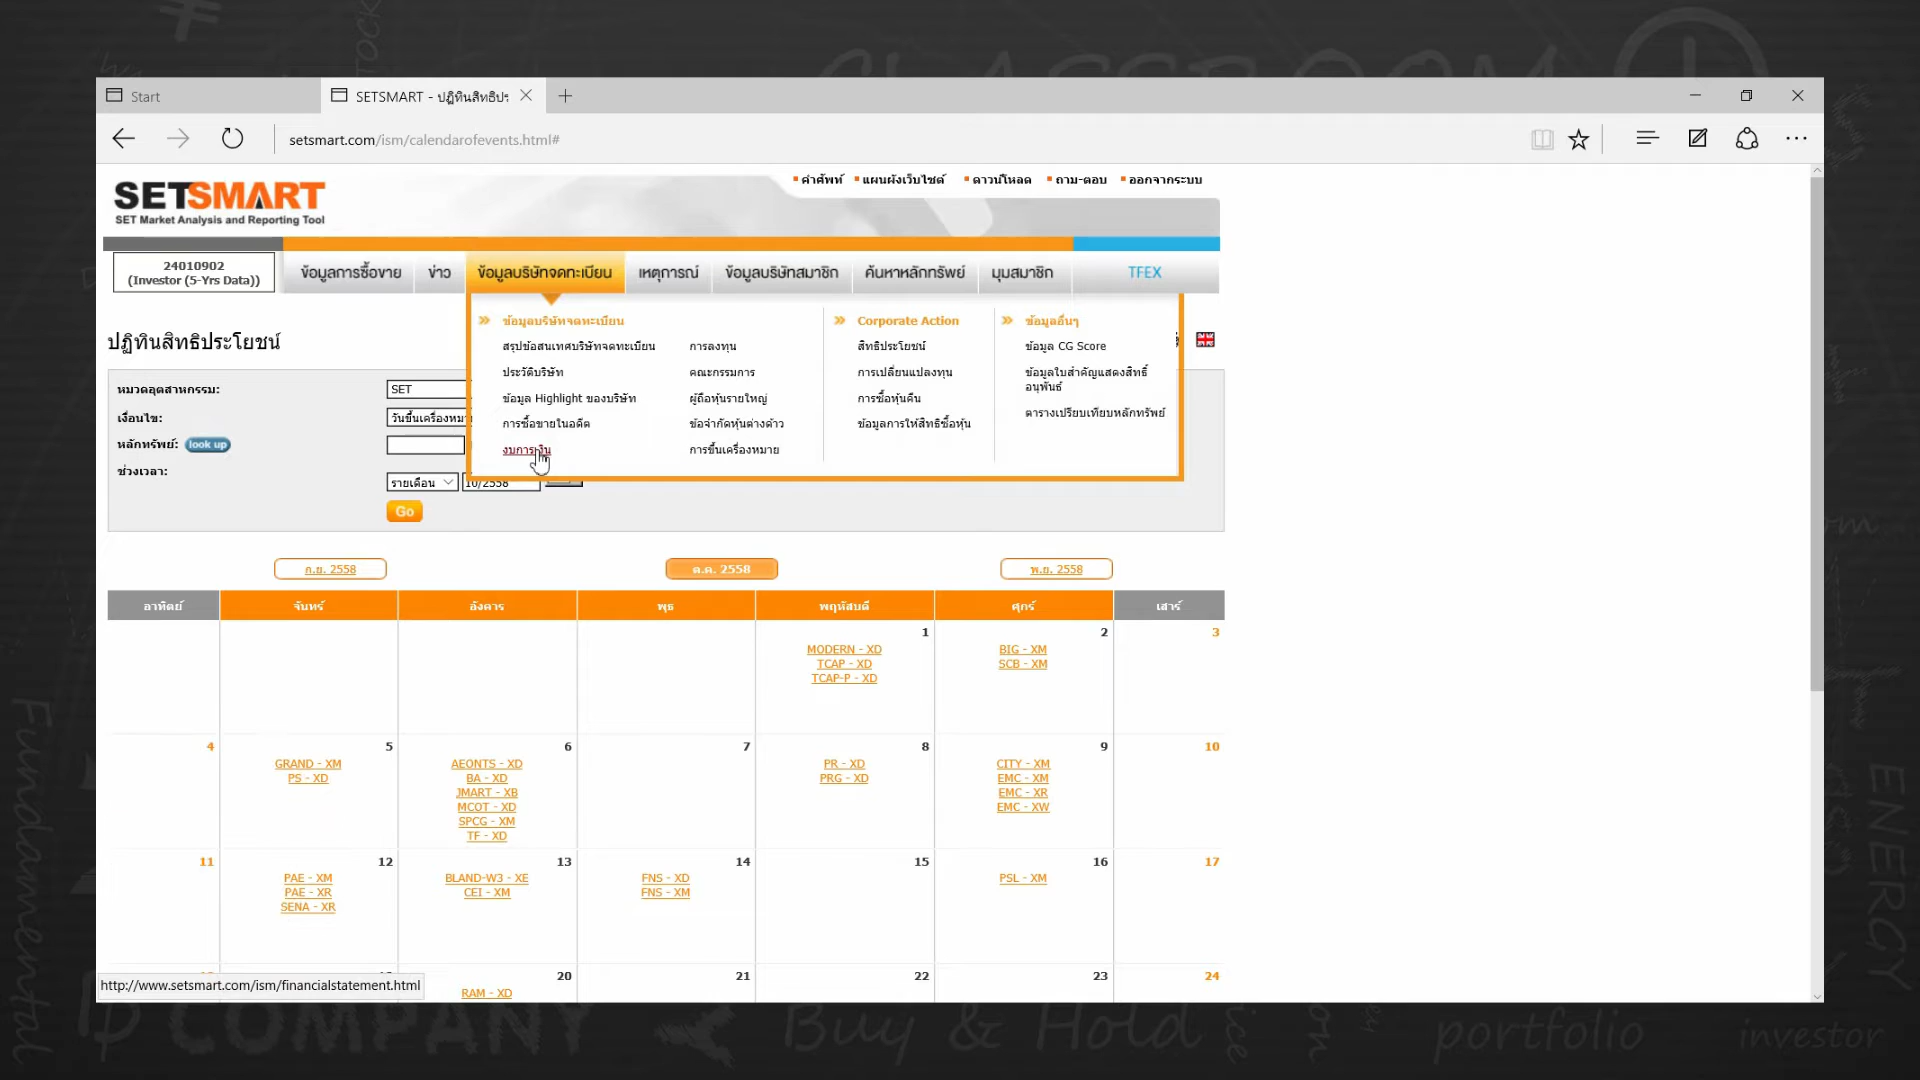 Start
SETSMART - ปฏิทินสิทธิปร
setsmart.com/ism/calendarofevents.html#
SETSMART
SET Market Analysis and Reporting Tool
คำศัพท์ แผนผังเว็บไซต์ ดาวน์โหลด ถาม-ตอบ ออกจากระบบ
24010902
(Investor (5-Yrs Data))
ข้อมูลการซื้อขาย ข่าว ข้อมูลบริษัทจดทะเบียน เหตุการณ์ ข้อมูลบริษัทสมาชิก ค้นหาหลักทรัพย์ มุมสมาชิก TFEX
ข้อมูลบริษัทจดทะเบียน
สรุปข้อสนเทศบริษัทจดทะเบียน
ประวัติบริษัท
ข้อมูล Highlight ของบริษัท
การซื้อขายในอดีต
งบการเงิน
การลงทุน
คณะกรรมการ
ผู้ถือหุ้นรายใหญ่
ข้อจำกัดหุ้นต่างด้าว
การขึ้นเครื่องหมาย
Corporate Action
สิทธิประโยชน์
การเปลี่ยนแปลงทุน
การซื้อหุ้นคืน
ข้อมูลการให้สิทธิซื้อหุ้น
ข้อมูลอื่นๆ
ข้อมูล CG Score
ข้อมูลใบสำคัญแสดงสิทธิ
อนุพันธ์
ตารางเปรียบเทียบหลักทรัพย์
ปฏิทินสิทธิประโยชน์
หมวดอุตสาหกรรม: SET
เงื่อนไข: วันขึ้นเครื่องหม
หลักทรัพย์: look up
ช่วงเวลา:
รายเดือน 10/2558
Go
ก.ย. 2558 ต.ค. 2558 พ.ย. 2558
อาทิตย์ จันทร์ อังคาร พุธ พฤหัสบดี ศุกร์ เสาร์
1
MODERN - XD
TCAP - XD
TCAP-P - XD
2
BIG - XM
SCB - XM
3
4
5
GRAND - XM
PS - XD
6
AEONTS - XD
BA - XD
JMART - XB
MCOT - XD
SPCG - XM
TF - XD
7
8
PR - XD
PRG - XD
9
CITY - XM
EMC - XM
EMC - XR
EMC - XW
10
11
12
PAE - XM
PAE - XR
SENA - XR
13
BLAND-W3 - XE
CEI - XM
14
FNS - XD
FNS - XM
15
16
PSL - XM
17
20
RAM - XD
21
22
23
24
http://www.setsmart.com/ism/financialstatement.html
Fundamental
COMPANY
Buy & Hold
portfolio
investor
ENERGY
CLASSROOM